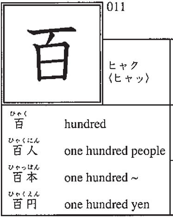 011
百
ヒャク
〈ヒャッ〉
ひゃく
百 hundred
ひゃくにん
百人 one hundred people
ひゃっぽん
百本 one hundred ~
ひゃくえん
百円 one hundred yen